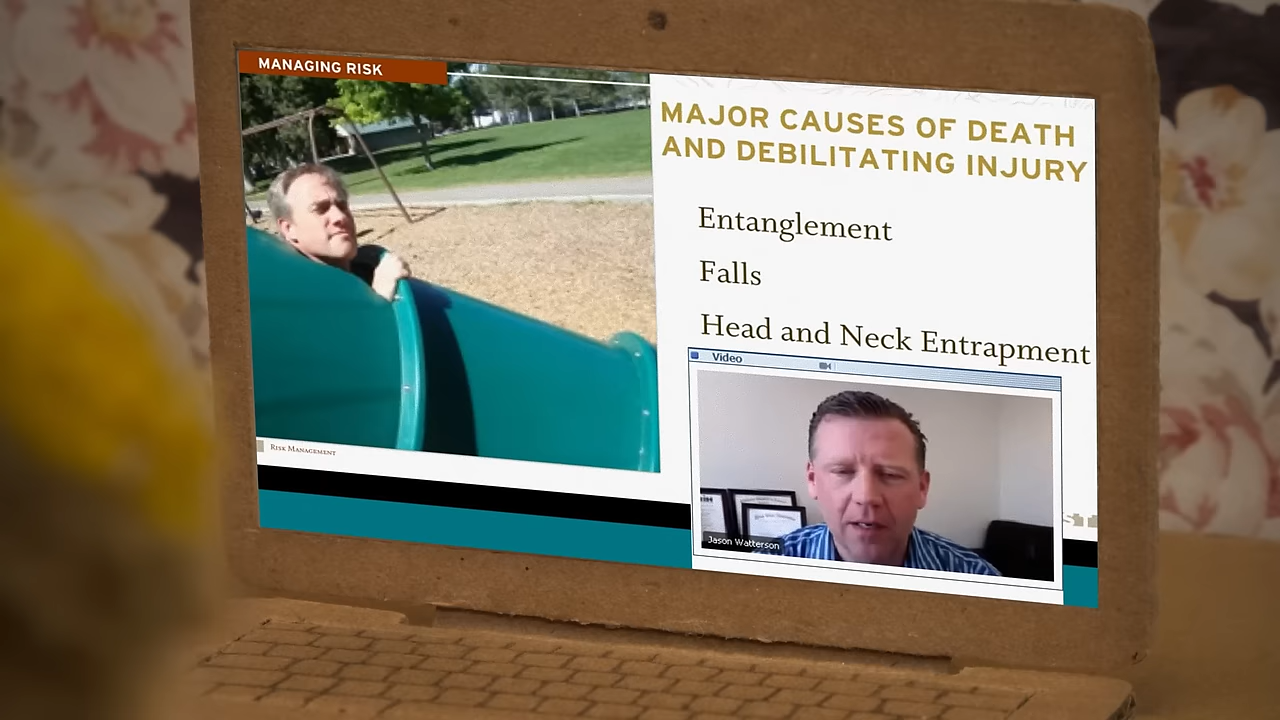 MANAGING RISK
MAJOR CAUSES OF DEATH
AND DEBILITATING INJURY
Entanglement
Falls
Head and Neck Entrapment
Video
Jason Watterson
RISK MANAGEMENT